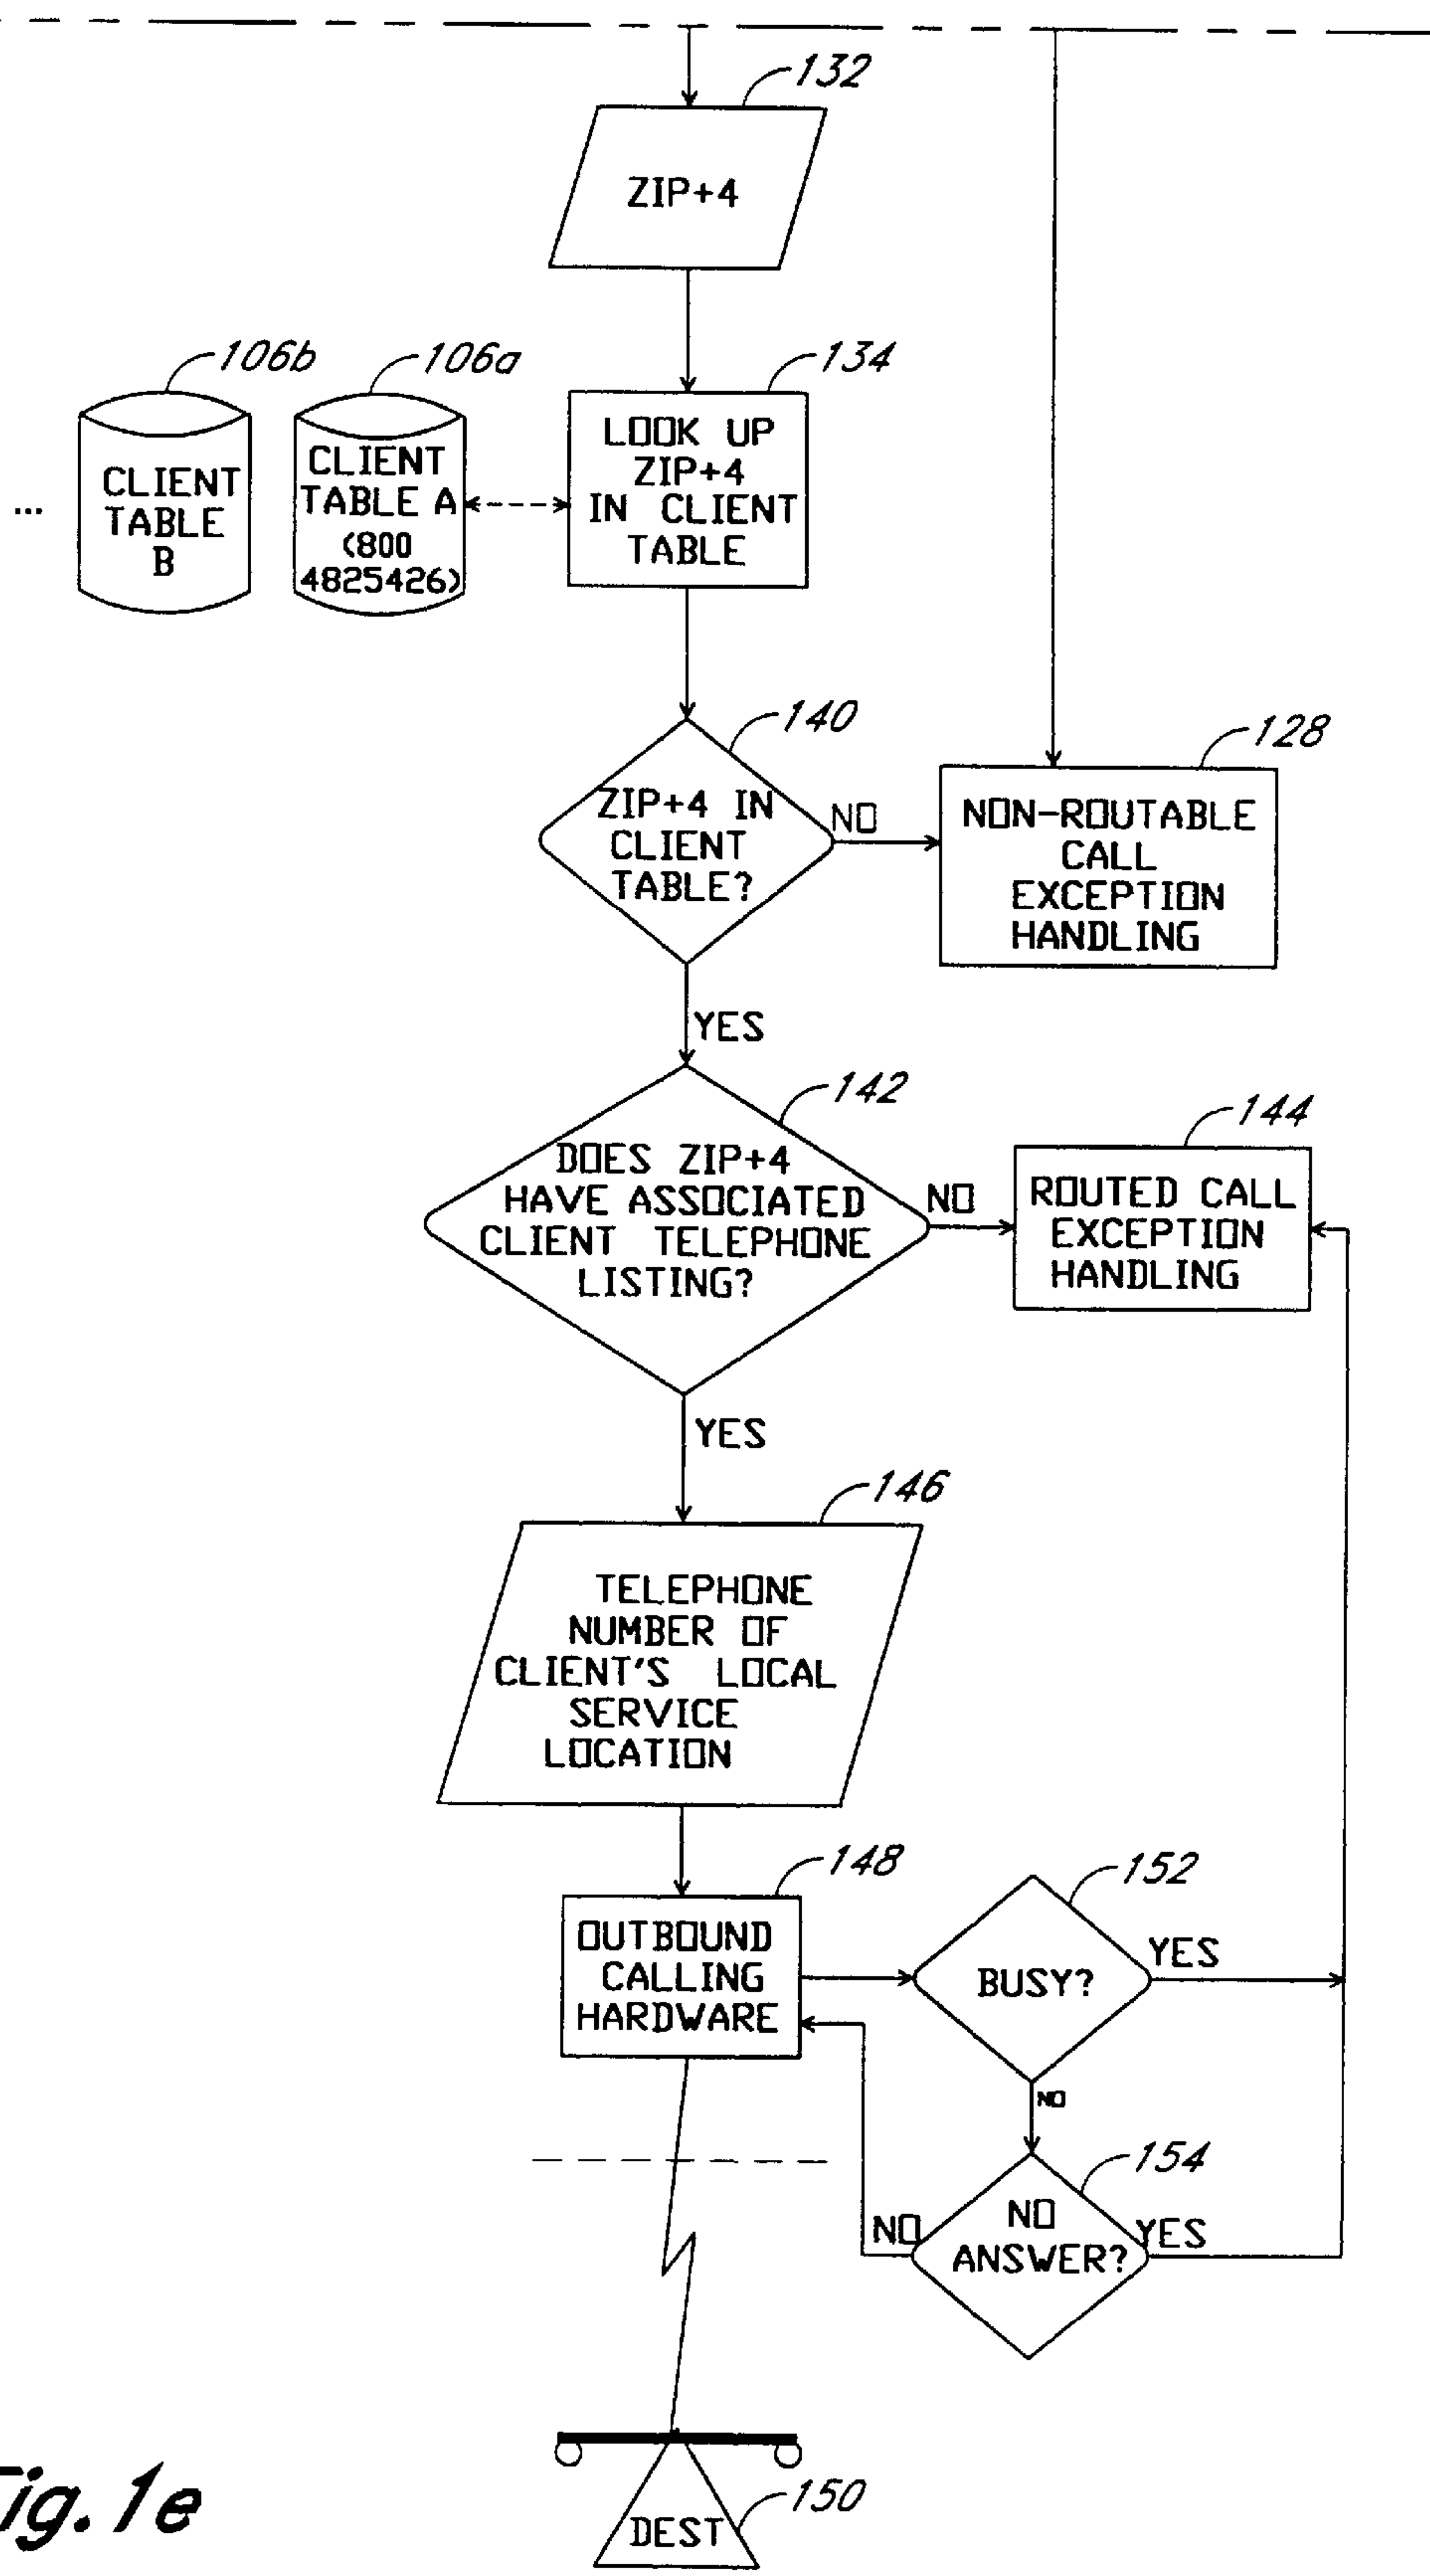 132
ZIP+4
106b
106a
134
LOOK UP
ZIP+4
IN CLIENT
TABLE
CLIENT
TABLE A
(800
4825426)
CLIENT
TABLE
B
...
140
128
ZIP+4 IN
CLIENT
TABLE?
NO
NON-ROUTABLE
CALL
EXCEPTION
HANDLING
YES
142
144
DOES ZIP+4
HAVE ASSOCIATED
CLIENT TELEPHONE
LISTING?
NO
ROUTED CALL
EXCEPTION
HANDLING
YES
146
TELEPHONE
NUMBER OF
CLIENT'S LOCAL
SERVICE
LOCATION
148
152
OUTBOUND
CALLING
HARDWARE
BUSY?
YES
NO
154
NO
ANSWER?
NO
YES
150
DEST
Fig. 1e